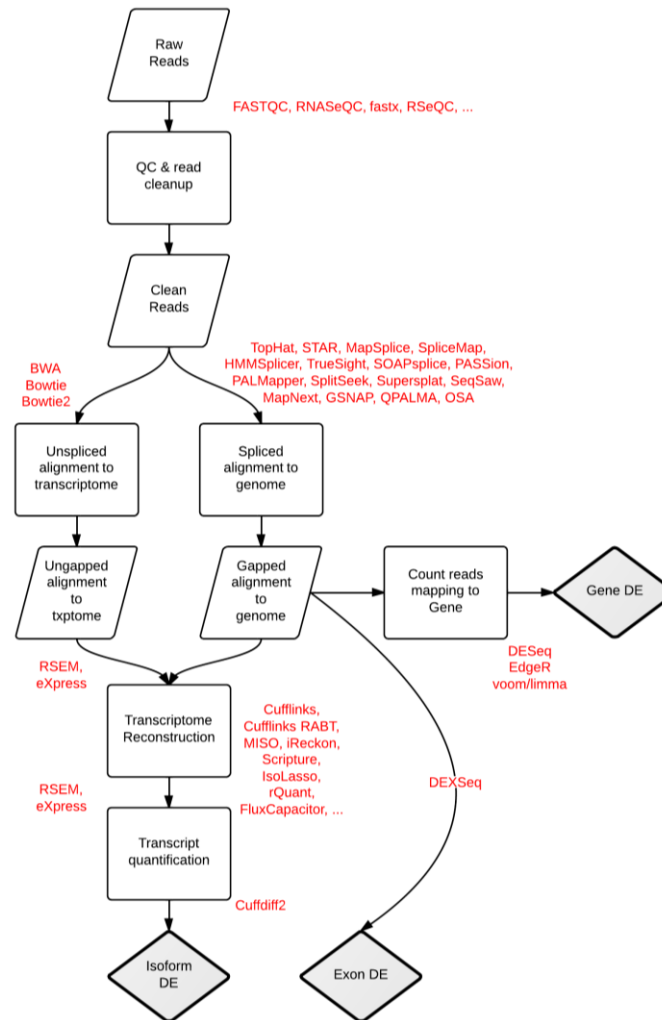 Raw
Reads
FASTQC, RNASeQC, fastx, RSeQC, ...
QC & read
cleanup
Clean
Reads
BWA
Bowtie
Bowtie2
TopHat, STAR, MapSplice, SpliceMap,
HMMSplicer, TrueSight, SOAPsplice, PASSion,
PALMapper, SplitSeek, Supersplat, SeqSaw,
MapNext, GSNAP, QPALMA, OSA
Unspliced
alignment to
transcriptome
Spliced
alignment to
genome
Ungapped
alignment
to
txptome
Gapped
alignment
to
genome
Count reads
mapping to
Gene
Gene DE
DESeq
EdgeR
voom/limma
RSEM,
eXpress
Transcriptome
Reconstruction
Cufflinks,
Cufflinks RABT,
MISO, iReckon,
Scripture,
IsoLasso,
rQuant,
FluxCapacitor, ...
DEXSeq
RSEM,
eXpress
Transcript
quantification
Cuffdiff2
Isoform
DE
Exon DE